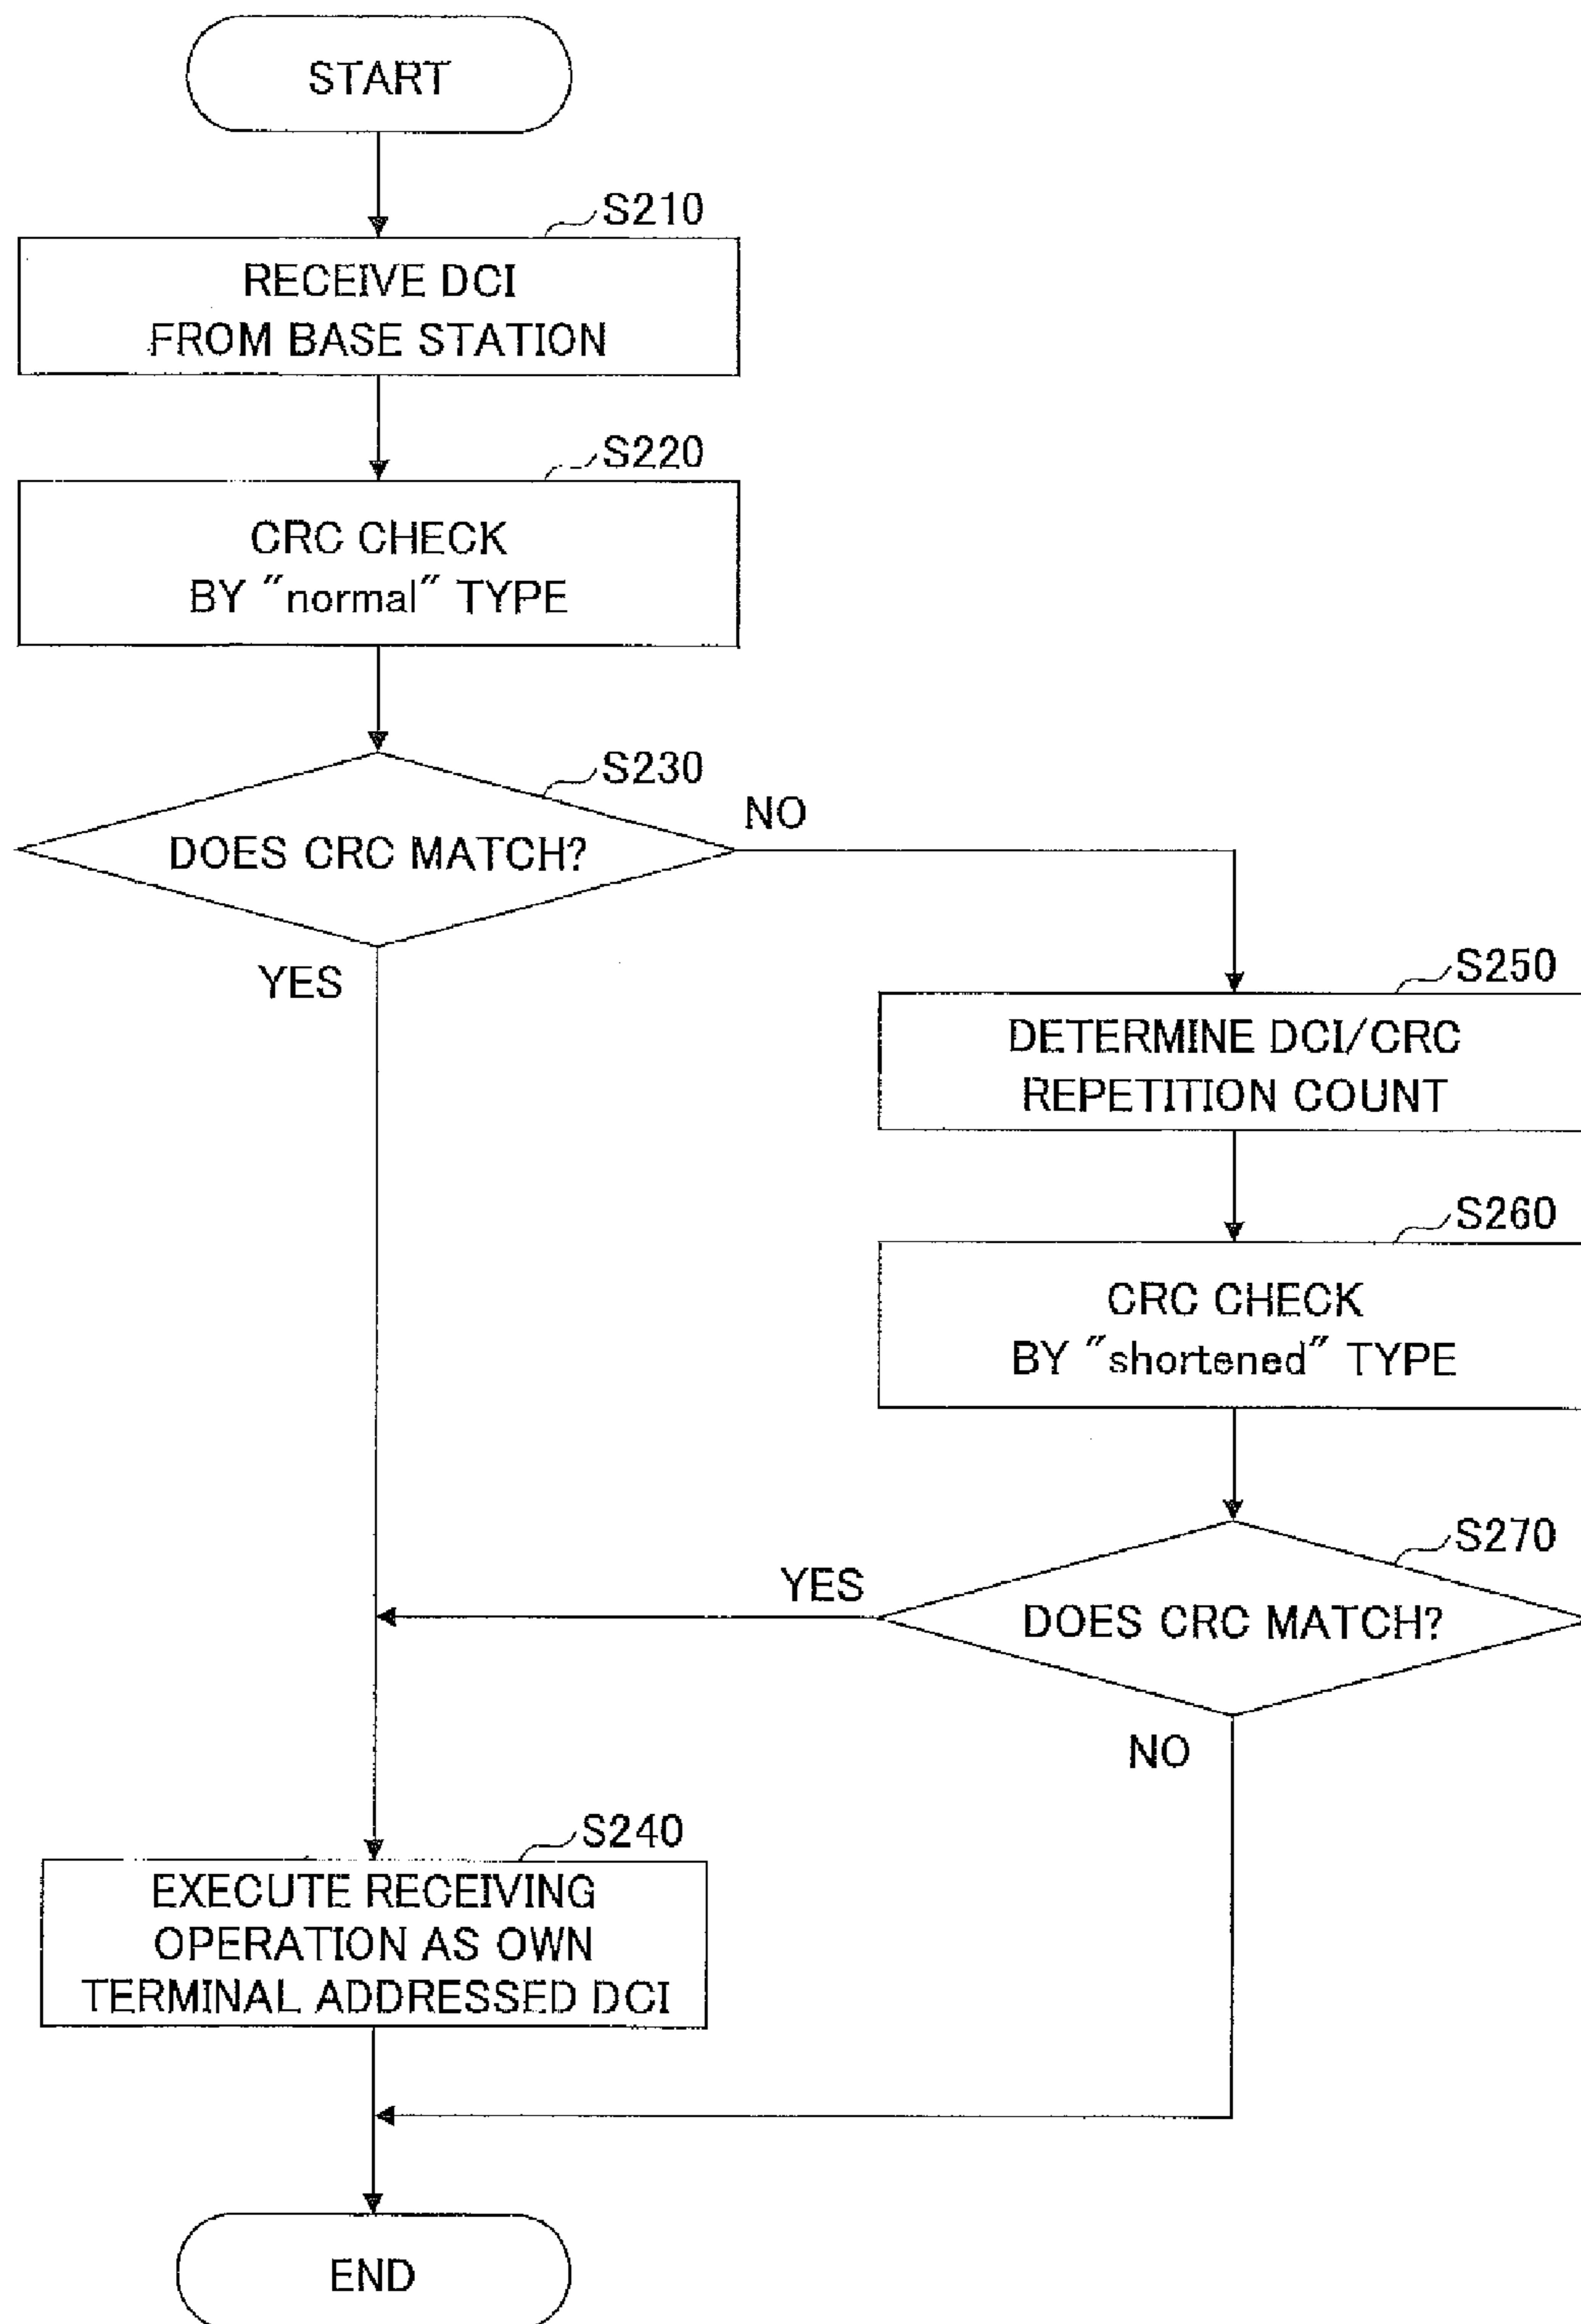 START
S210
RECEIVE DCI
FROM BASE STATION
S220
CRC CHECK
BY "normal" TYPE
S230
DOES CRC MATCH?
NO
YES
S250
DETERMINE DCI/CRC
REPETITION COUNT
S260
CRC CHECK
BY "shortened" TYPE
S270
DOES CRC MATCH?
YES
NO
S240
EXECUTE RECEIVING
OPERATION AS OWN
TERMINAL ADDRESSED DCI
END